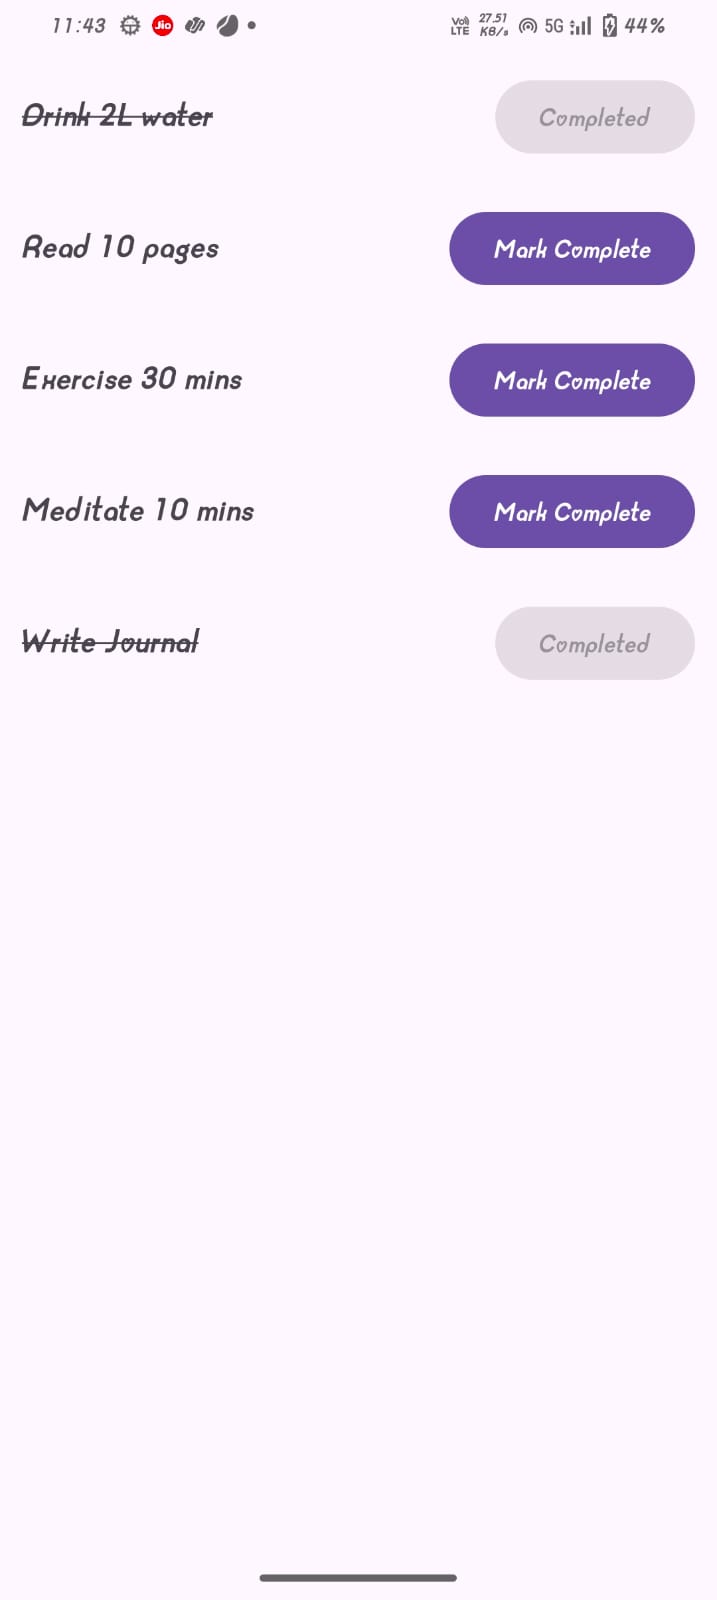 11:43 Jio Vo) LTE 27.51 KB/s 5G 44%
Drink 2L water Completed
Read 10 pages Mark Complete
Exercise 30 mins Mark Complete
Meditate 10 mins Mark Complete
Write Journal Completed